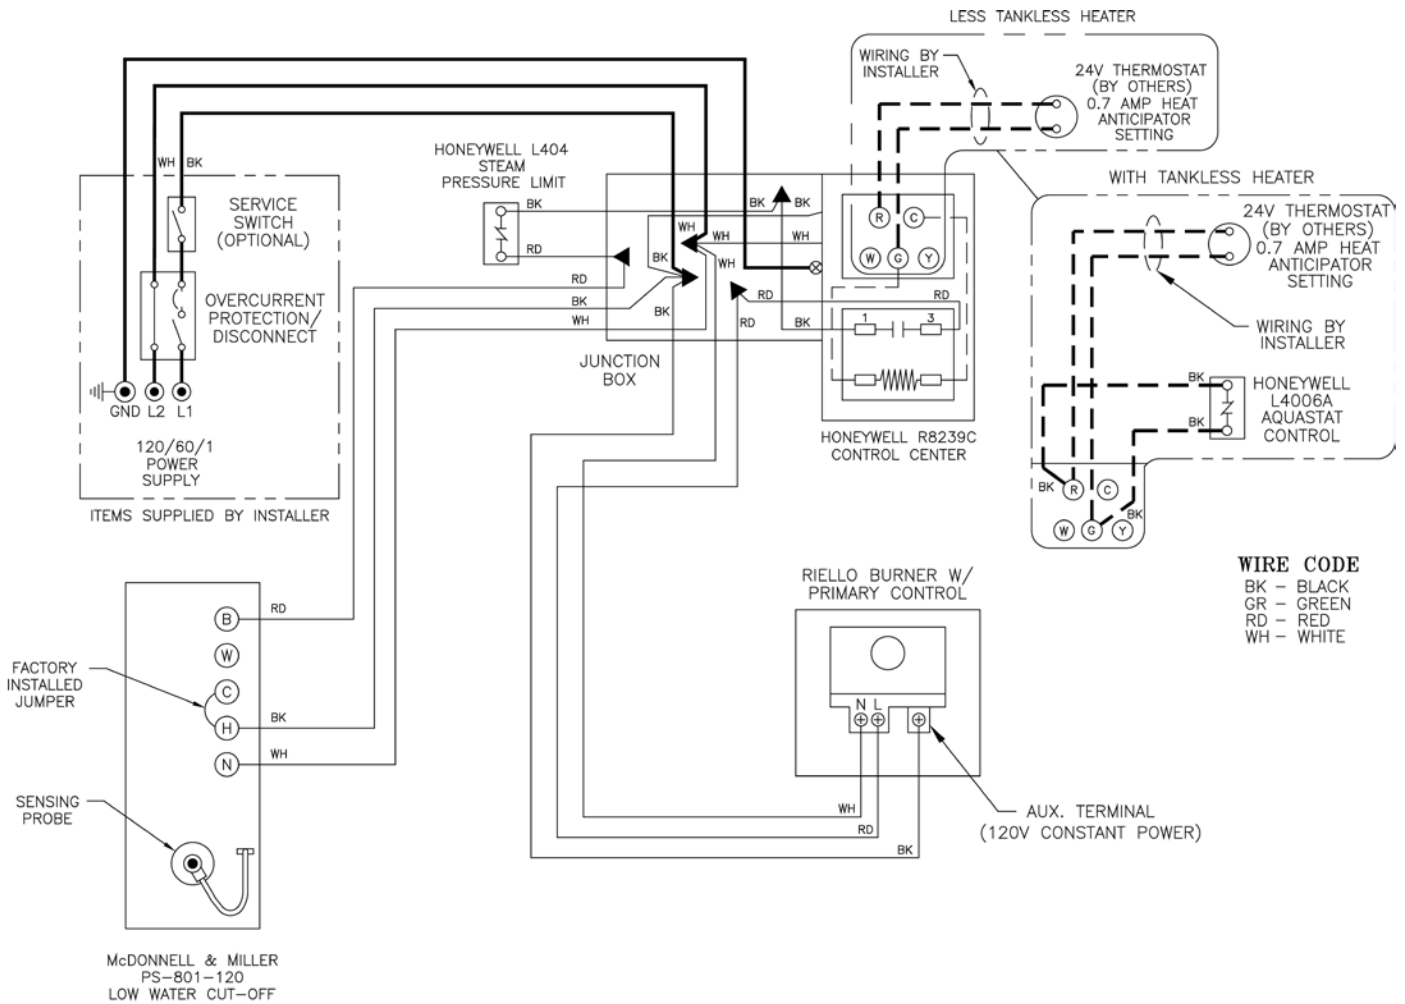 LESS TANKLESS HEATER
WIRING BY
INSTALLER
24V THERMOSTAT
(BY OTHERS)
0.7 AMP HEAT
ANTICIPATOR
SETTING
WH BK
SERVICE
SWITCH
(OPTIONAL)
OVERCURRENT
PROTECTION/
DISCONNECT
GND L2 L1
120/60/1
POWER
SUPPLY
ITEMS SUPPLIED BY INSTALLER
HONEYWELL L404
STEAM
PRESSURE LIMIT
BK
RD
RD
BK
WH
BK BK
WH
WH WH
BK
WH
RD
RD
BK
RD
BK
JUNCTION
BOX
R C
W G Y
1 3
HONEYWELL R8239C
CONTROL CENTER
WITH TANKLESS HEATER
24V THERMOSTAT
(BY OTHERS)
0.7 AMP HEAT
ANTICIPATOR
SETTING
WIRING BY
INSTALLER
BK
BK
HONEYWELL
L4006A
AQUASTAT
CONTROL
BK R C
BK
W G Y
WIRE CODE
BK - BLACK
GR - GREEN
RD - RED
WH - WHITE
RIELLO BURNER W/
PRIMARY CONTROL
N L
WH
RD
BK
AUX. TERMINAL
(120V CONSTANT POWER)
B RD
W
C
H BK
N WH
FACTORY
INSTALLED
JUMPER
SENSING
PROBE
McDONNELL & MILLER
PS-801-120
LOW WATER CUT-OFF